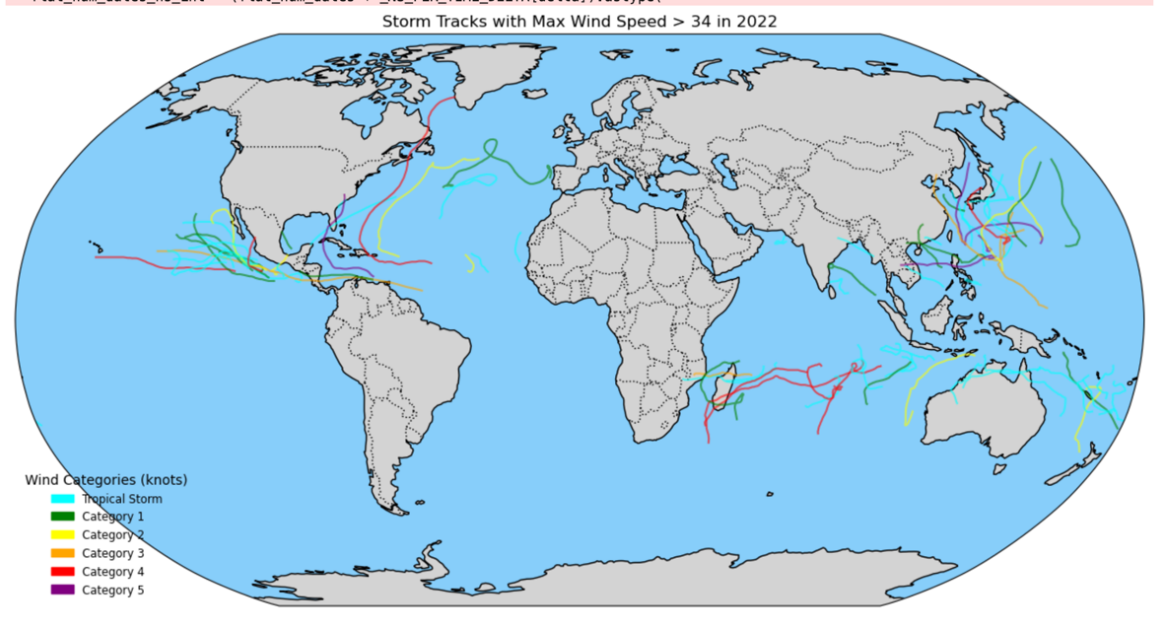 Storm Tracks with Max Wind Speed > 34 in 2022
Wind Categories (knots)
Tropical Storm
Category 1
Category 2
Category 3
Category 4
Category 5